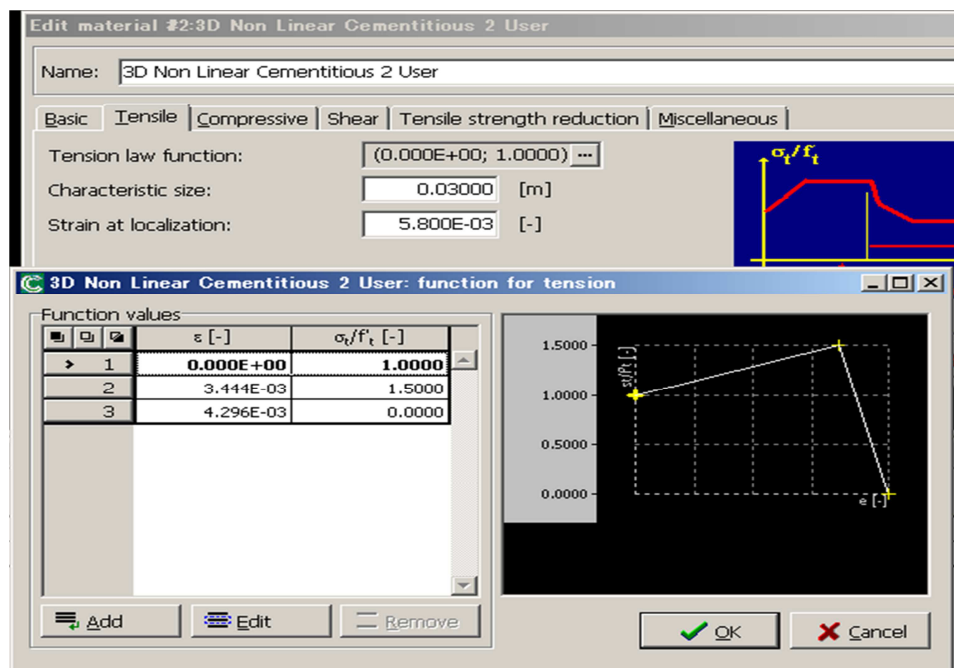 Edit material #2:3D Non Linear Cementitious 2 User
Name: 3D Non Linear Cementitious 2 User
Basic Tensile Compressive Shear Tensile strength reduction Miscellaneous
Tension law function: (0.000E+00; 1.0000) ...
Characteristic size: 0.03000 [m]
Strain at localization: 5.800E-03 [-]
σt/ft
3D Non Linear Cementitious 2 User: function for tension
Function values
ε [-] σt/f't [-]
1 0.000E+00 1.0000
2 3.444E-03 1.5000
3 4.296E-03 0.0000
1.5000
1.0000
0.5000
0.0000
st/f't [-]
e [-]
Add Edit Remove
OK Cancel